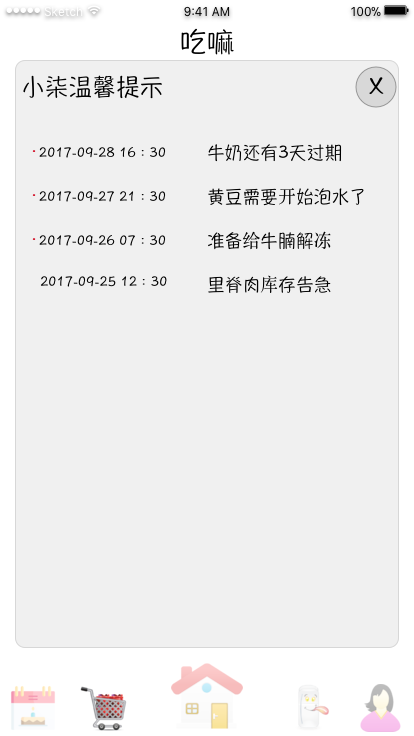 Sketch 9:41 AM 100%
吃嘛
小柒温馨提示 X
2017-09-28 16：30 牛奶还有3天过期
2017-09-27 21：30 黄豆需要开始泡水了
2017-09-26 07：30 准备给牛腩解冻
2017-09-25 12：30 里脊肉库存告急